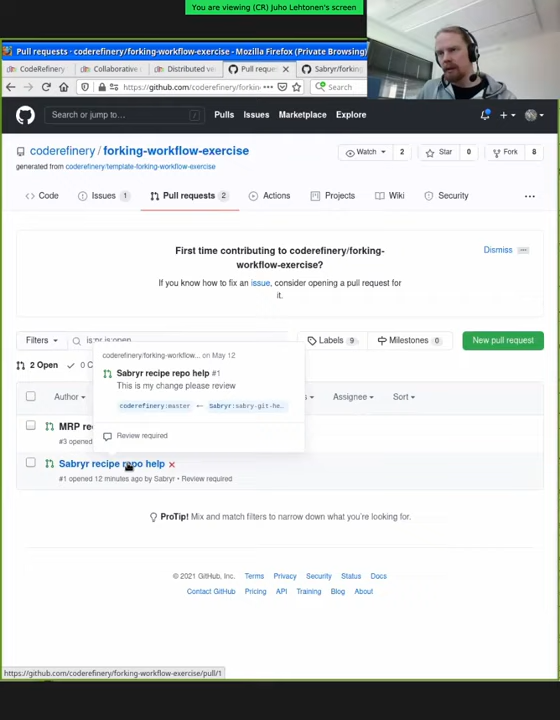 You are viewing (CR) Juho Lehtonen's screen
Pull requests · coderefinery/forking-workflow-exercise - Mozilla Firefox (Private Browsing)
CodeRefinery
Collaborative
Distributed ve
Pull reque
Sabryr/forking
https://github.com/coderefinery/forkin
Search
Search or jump to...
/
Pulls Issues Marketplace Explore
coderefinery / forking-workflow-exercise
Watch 2
Star 0
Fork 8
generated from coderefinery/template-forking-workflow-exercise
Code
Issues 1
Pull requests 2
Actions
Projects
Wiki
Security
First time contributing to coderefinery/forking-
workflow-exercise?
Dismiss
If you know how to fix an issue, consider opening a pull request for
it.
Filters
is:pr is:open
Labels 9
Milestones 0
New pull request
2 Open
0 C
coderefinery/forking-workflow... on May 12
Sabryr recipe repo help #1
This is my change please review
coderefinery:master ← Sabryr:sabry-git-he…
Review required
Author
Assignee
Sort
MRP re
#3 opened
Sabryr recipe repo help
#1 opened 12 minutes ago by Sabryr • Review required
ProTip! Mix and match filters to narrow down what you're looking for.
© 2021 GitHub, Inc.
Terms Privacy Security Status Docs
Contact GitHub Pricing API Training Blog About
https://github.com/coderefinery/forking-workflow-exercise/pull/1